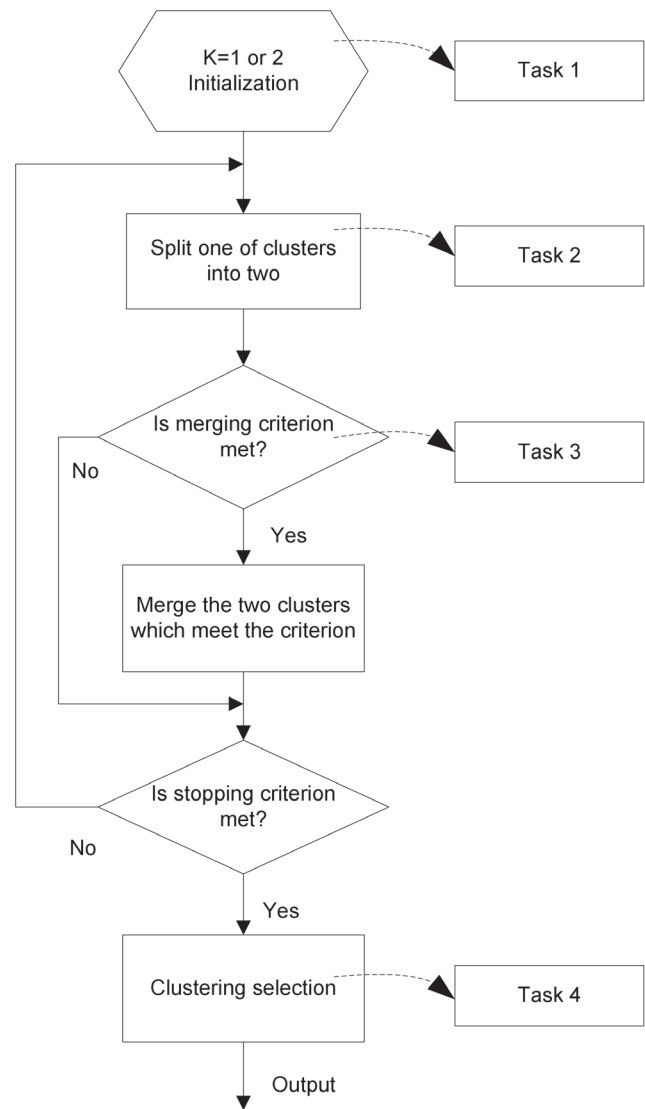 K=1 or 2
Initialization
Task 1
Split one of clusters
into two
Task 2
Is merging criterion
met?
Task 3
No
Yes
Merge the two clusters
which meet the criterion
Is stopping criterion
met?
No
Yes
Clustering selection
Task 4
Output